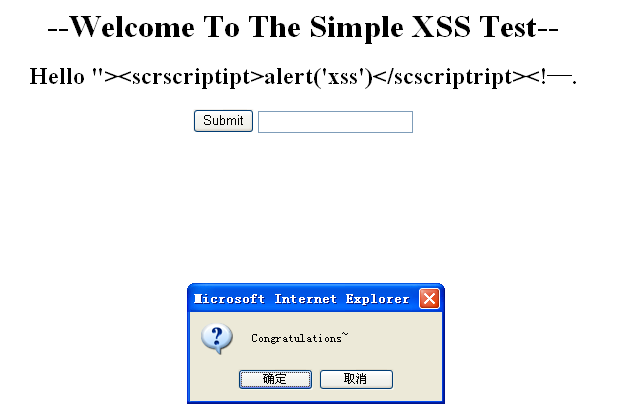 --Welcome To The Simple XSS Test--
Hello "><scrscriptipt>alert('xss')</scscriptript><!—.
Submit
Microsoft Internet Explorer
Congratulations~
确定 取消